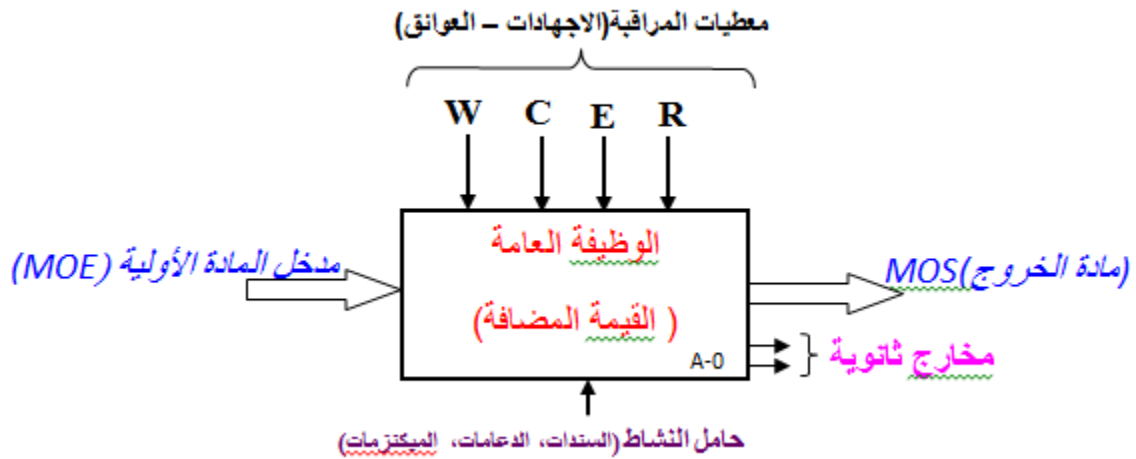 معطيات المراقبة(الاجهادات – العوائق)
W C E R
الوظيفة العامة
مدخل المادة الأولية (MOE)
MOS(مادة الخروج)
( القيمة المضافة)
مخارج ثانوية
A-0
حامل النشاط(السندات، الدعامات، الميكنزمات)